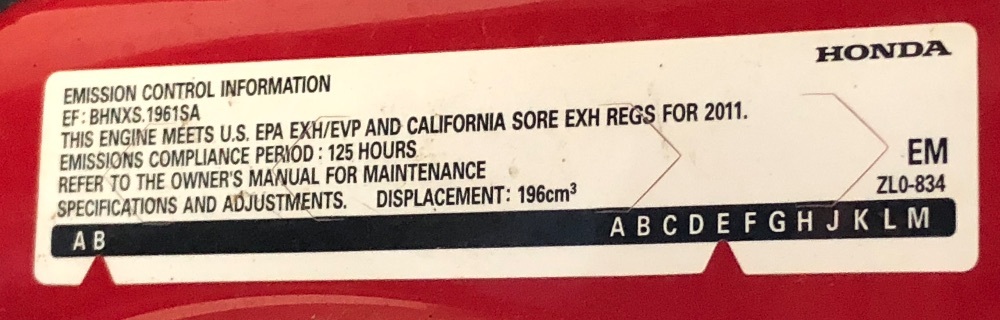 HONDA
EMISSION CONTROL INFORMATION
EF: BHNXS.1961SA
THIS ENGINE MEETS U.S. EPA EXH/EVP AND CALIFORNIA SORE EXH REGS FOR 2011.
EMISSIONS COMPLIANCE PERIOD : 125 HOURS
REFER TO THE OWNER'S MANUAL FOR MAINTENANCE
SPECIFICATIONS AND ADJUSTMENTS. DISPLACEMENT: 196cm³
EM
ZL0-834
A B A B C D E F G H J K L M